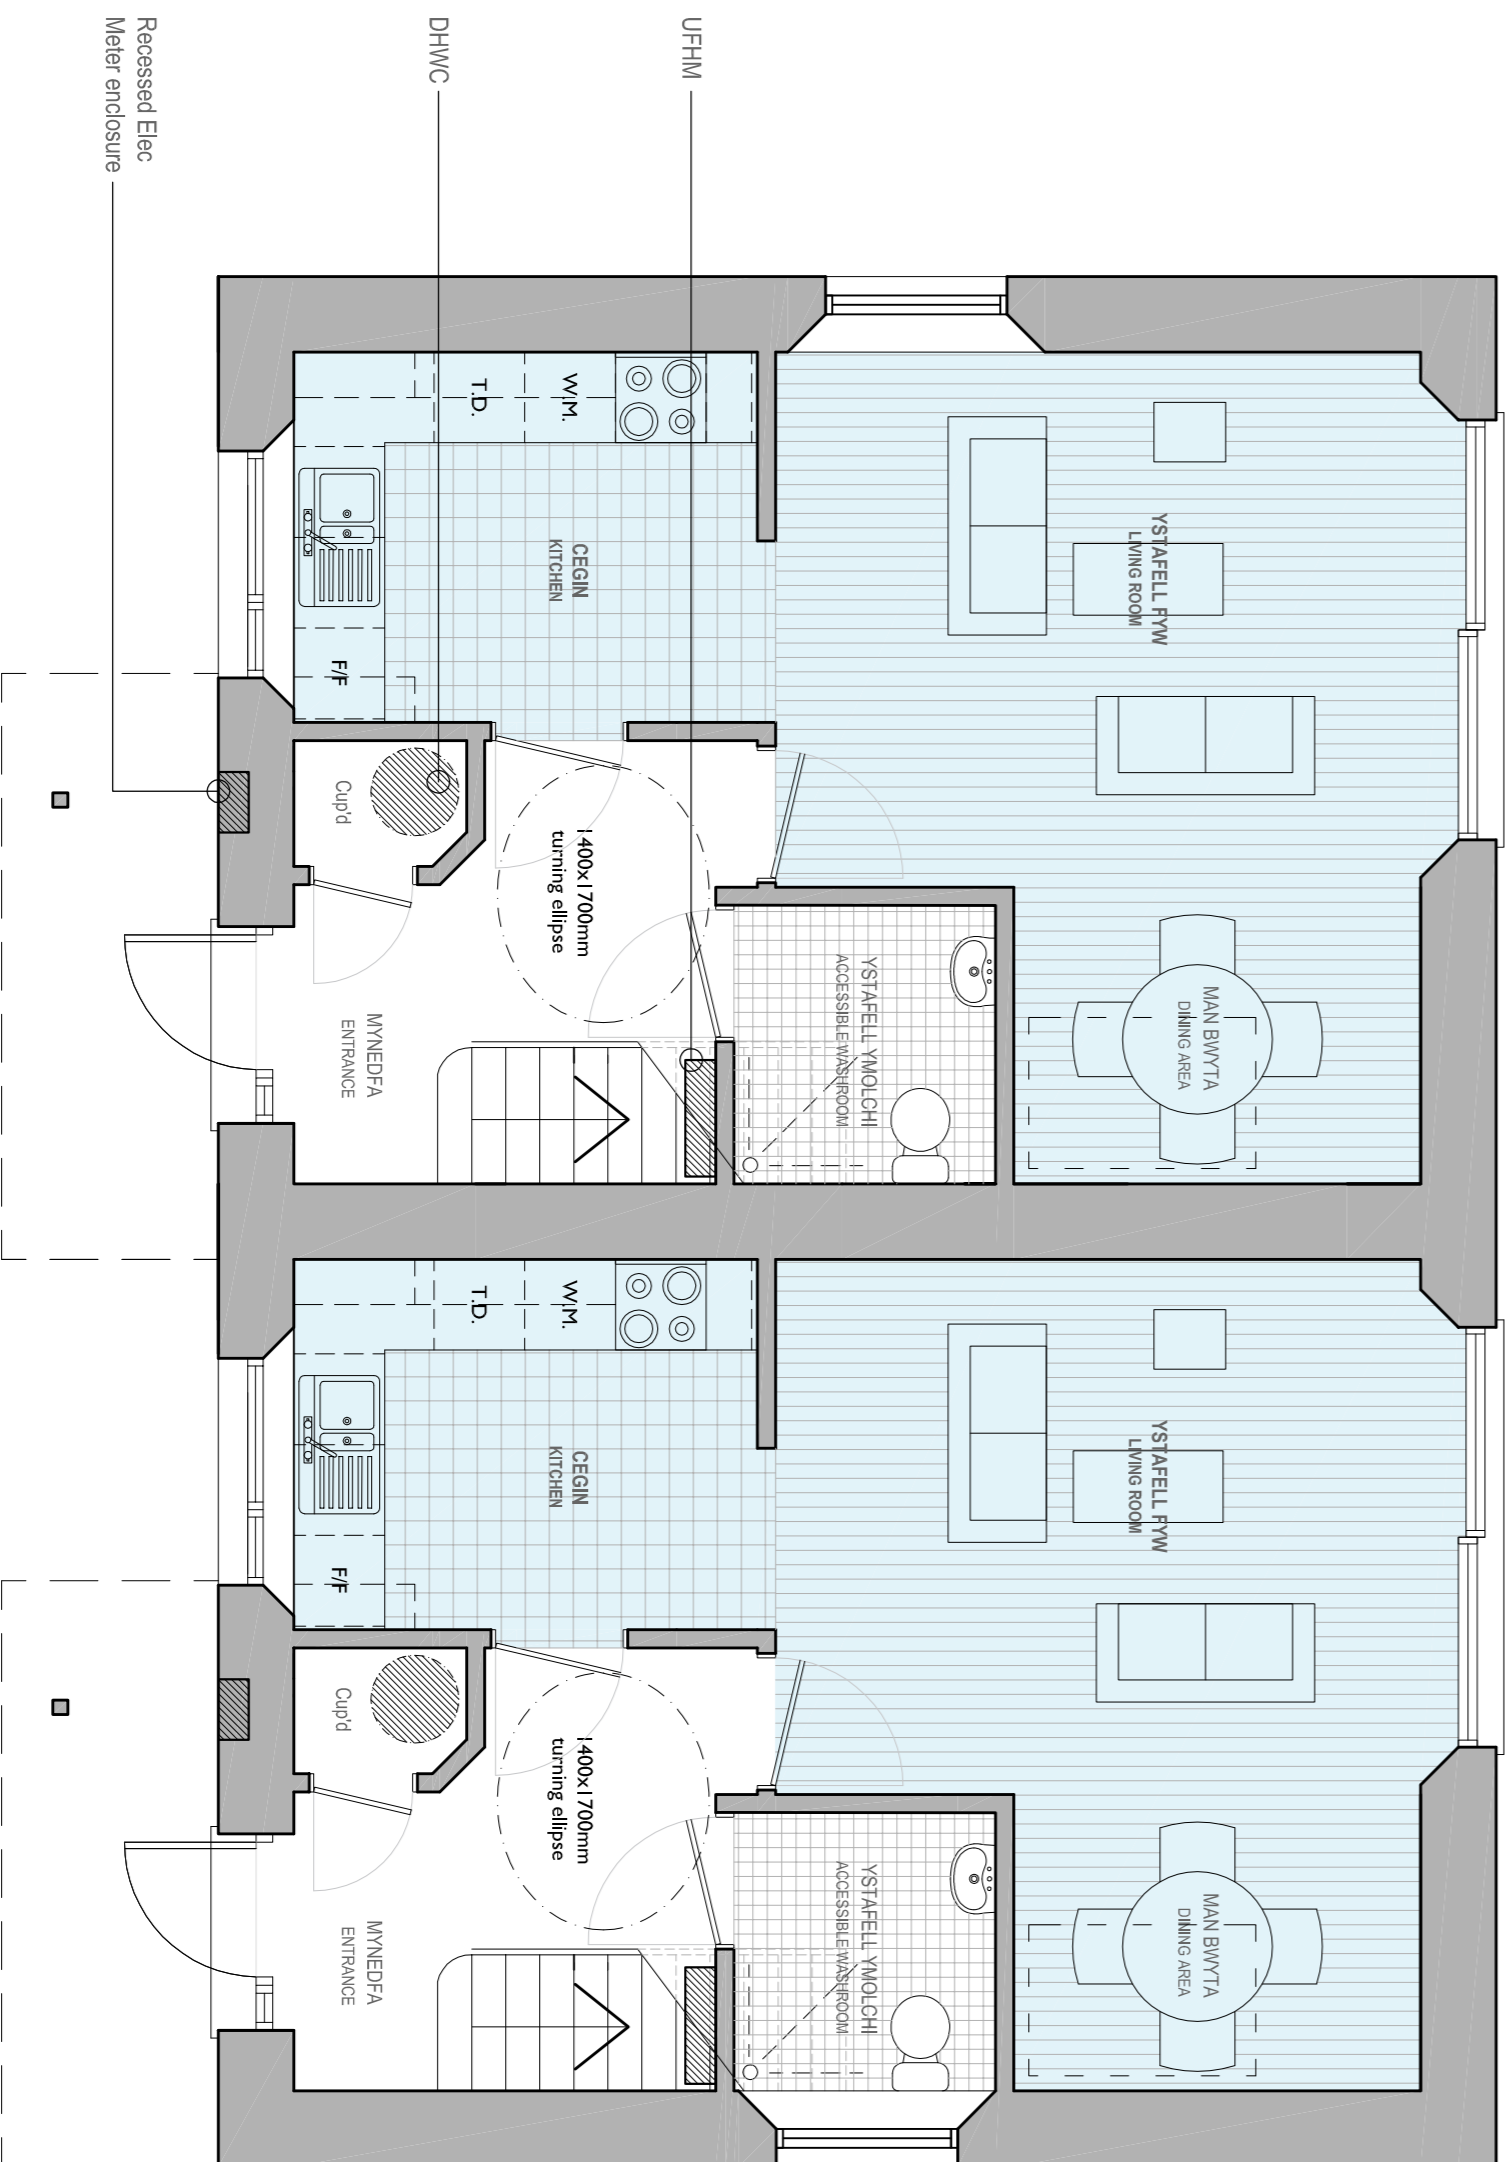 Recessed Elec
Meter enclosure
DHWC
UFHM
YSTAFELL FYW
LIVING ROOM
MAN BWYTA
DINING AREA
CEGIN
KITCHEN
W.M.
T.D.
F/F
Cup'd
1400x1700mm
turning ellipse
YSTAFELL YMOLCHI
ACCESSIBLE WASHROOM
MYNEDFA
ENTRANCE
YSTAFELL FYW
LIVING ROOM
MAN BWYTA
DINING AREA
CEGIN
KITCHEN
W.M.
T.D.
F/F
Cup'd
1400x1700mm
turning ellipse
YSTAFELL YMOLCHI
ACCESSIBLE WASHROOM
MYNEDFA
ENTRANCE